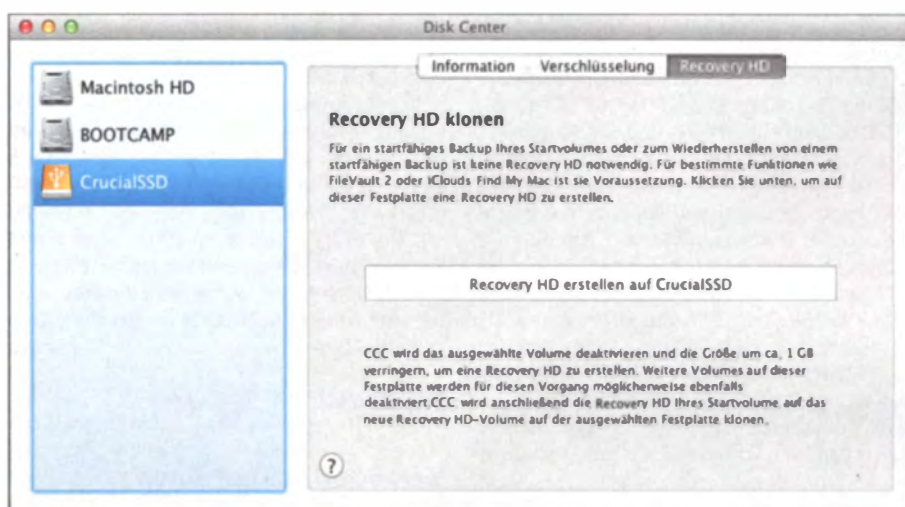 Disk Center
Macintosh HD
BOOTCAMP
CrucialSSD
Information Verschlüsselung Recovery HD
Recovery HD klonen
Für ein startfähiges Backup Ihres Startvolumes oder zum Wiederherstellen von einem
startfähigen Backup ist keine Recovery HD notwendig. Für bestimmte Funktionen wie
FileVault 2 oder iClouds Find My Mac ist sie Voraussetzung. Klicken Sie unten, um auf
dieser Festplatte eine Recovery HD zu erstellen.
Recovery HD erstellen auf CrucialSSD
CCC wird das ausgewählte Volume deaktivieren und die Größe um ca. 1 GB
verringern, um eine Recovery HD zu erstellen. Weitere Volumes auf dieser
Festplatte werden für diesen Vorgang möglicherweise ebenfalls
deaktiviert.CCC wird anschließend die Recovery HD Ihres Startvolume auf das
neue Recovery HD-Volume auf der ausgewählten Festplatte klonen.
?